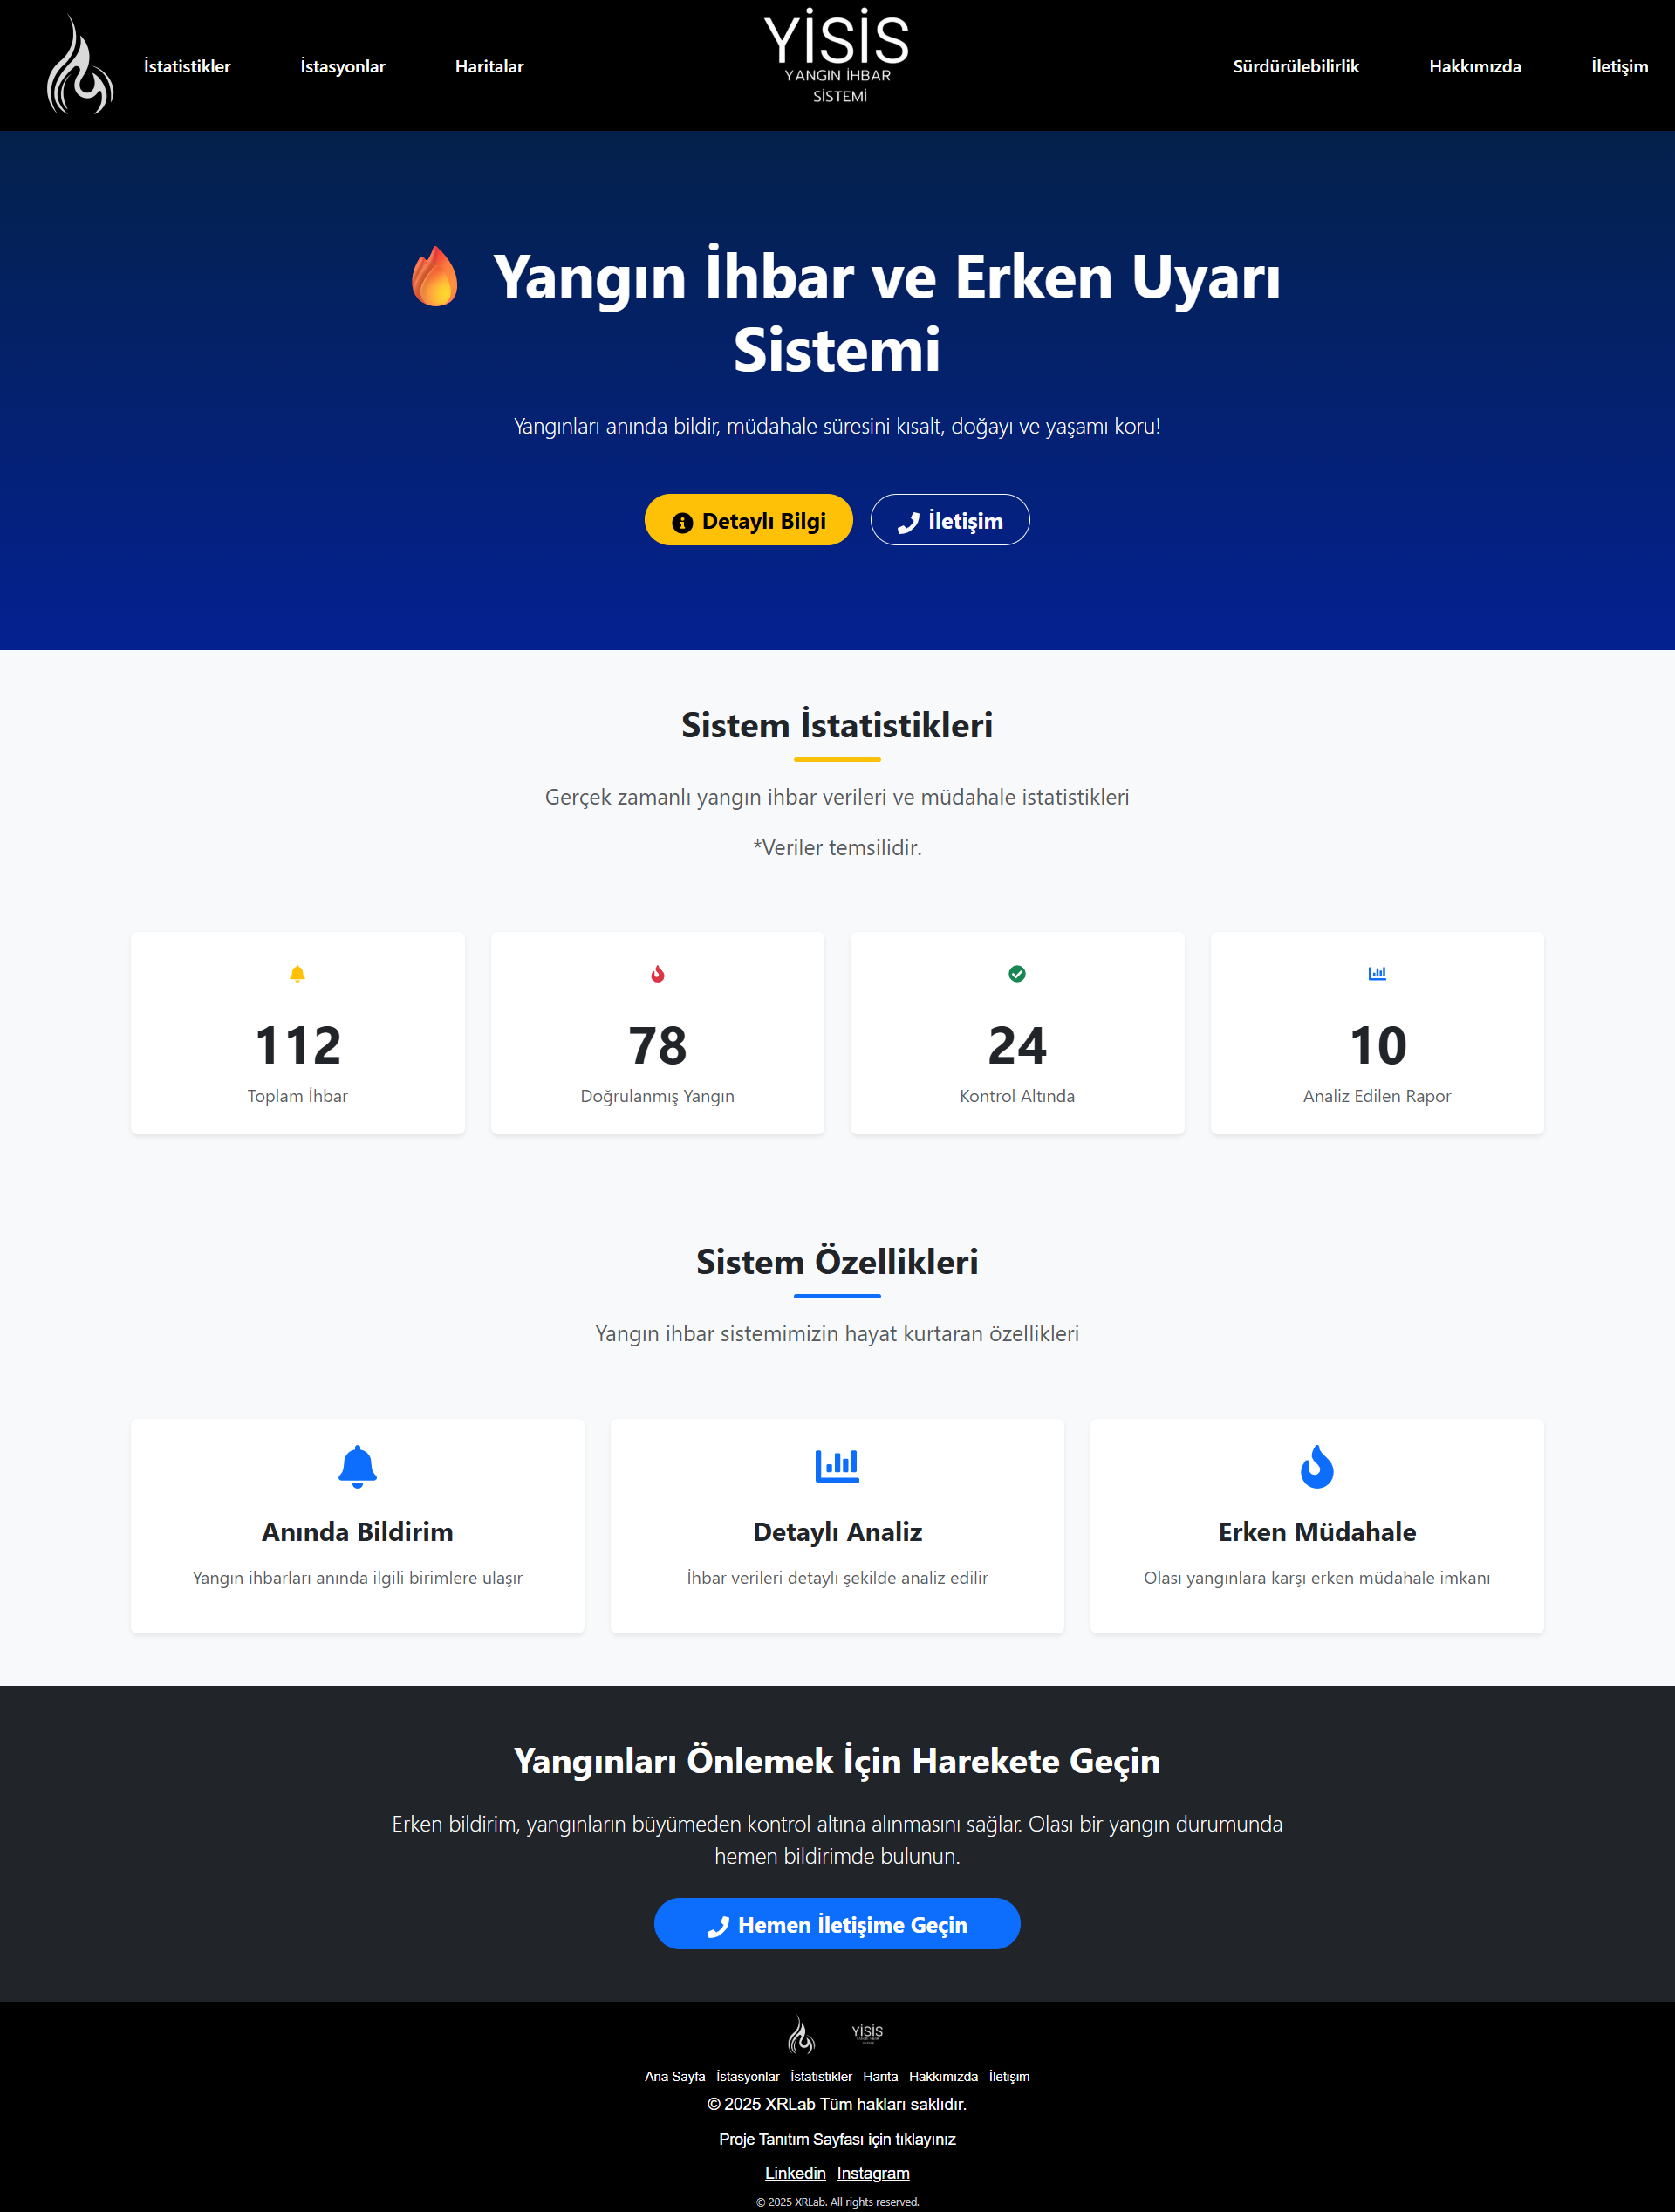 İstatistikler İstasyonlar Haritalar
YİSİS
YANGIN İHBAR
SİSTEMİ
Sürdürülebilirlik Hakkımızda İletişim
Yangın İhbar ve Erken Uyarı
Sistemi
Yangınları anında bildir, müdahale süresini kısalt, doğayı ve yaşamı koru!
Detaylı Bilgi İletişim
Sistem İstatistikleri
Gerçek zamanlı yangın ihbar verileri ve müdahale istatistikleri
*Veriler temsilidir.
112 78 24 10
Toplam İhbar Doğrulanmış Yangın Kontrol Altında Analiz Edilen Rapor
Sistem Özellikleri
Yangın ihbar sistemimizin hayat kurtaran özellikleri
Anında Bildirim Detaylı Analiz Erken Müdahale
Yangın ihbarları anında ilgili birimlere ulaşır İhbar verileri detaylı şekilde analiz edilir Olası yangınlara karşı erken müdahale imkanı
Yangınları Önlemek İçin Harekete Geçin
Erken bildirim, yangınların büyümeden kontrol altına alınmasını sağlar. Olası bir yangın durumunda
hemen bildirimde bulunun.
Hemen İletişime Geçin
YİSİS
Ana Sayfa İstasyonlar İstatistikler Harita Hakkımızda İletişim
© 2025 XRLab Tüm hakları saklıdır.
Proje Tanıtım Sayfası için tıklayınız
Linkedin Instagram
© 2025 XRLab. All rights reserved.